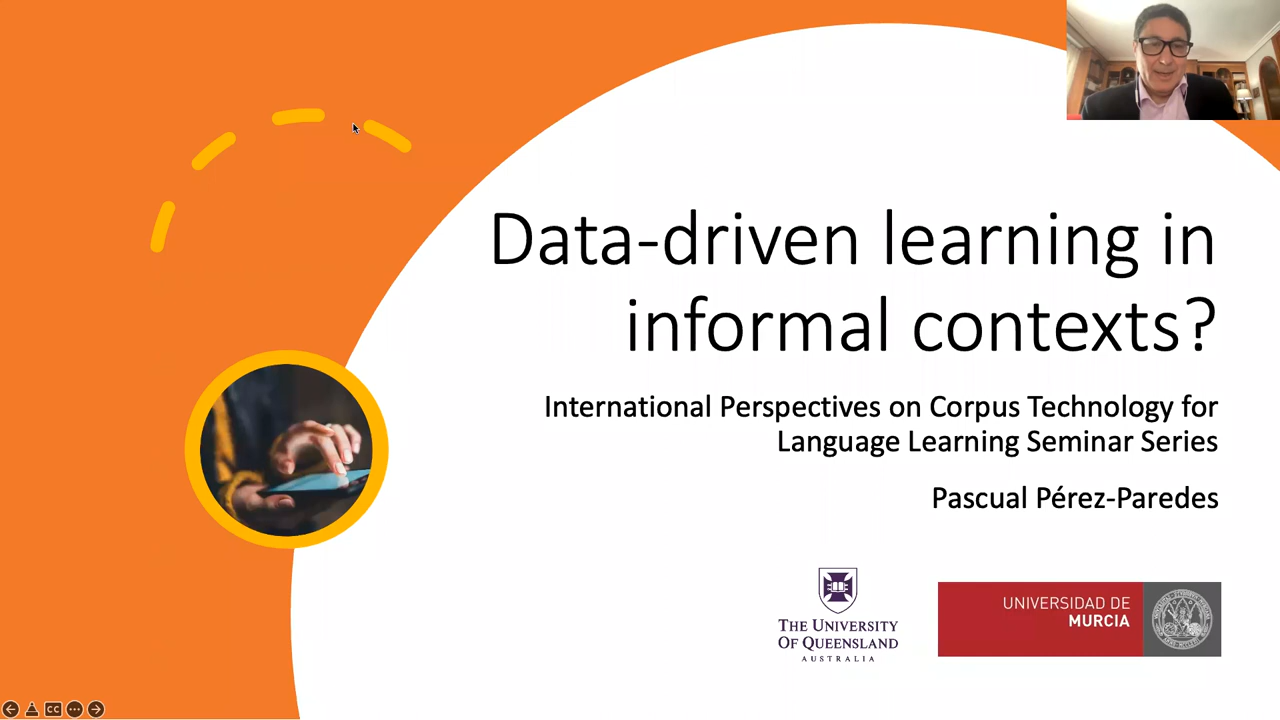 Data-driven learning in
informal contexts?
International Perspectives on Corpus Technology for
Language Learning Seminar Series
Pascual Pérez-Paredes
THE UNIVERSITY
OF QUEENSLAND
AUSTRALIA
UNIVERSIDAD DE
MURCIA
CC